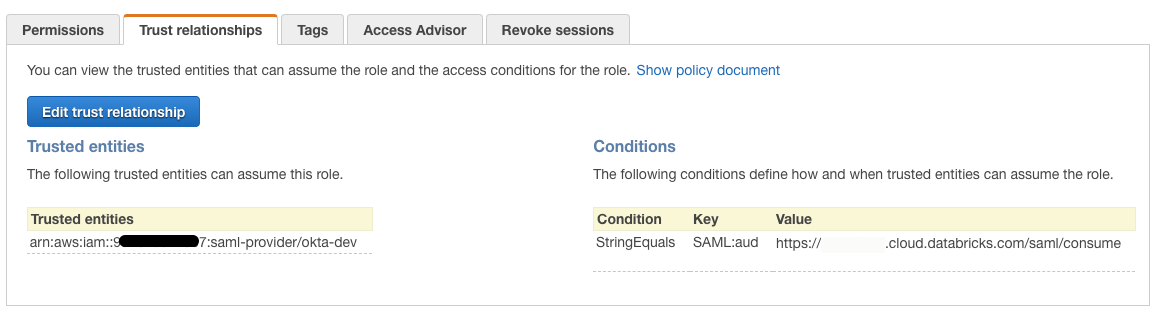 Permissions
Trust relationships
Tags
Access Advisor
Revoke sessions
You can view the trusted entities that can assume the role and the access conditions for the role. Show policy document
Edit trust relationship
Trusted entities
The following trusted entities can assume this role.
Trusted entities
arn:aws:iam::9 7:saml-provider/okta-dev
Conditions
The following conditions define how and when trusted entities can assume the role.
Condition Key Value
StringEquals SAML:aud https:// .cloud.databricks.com/saml/consume